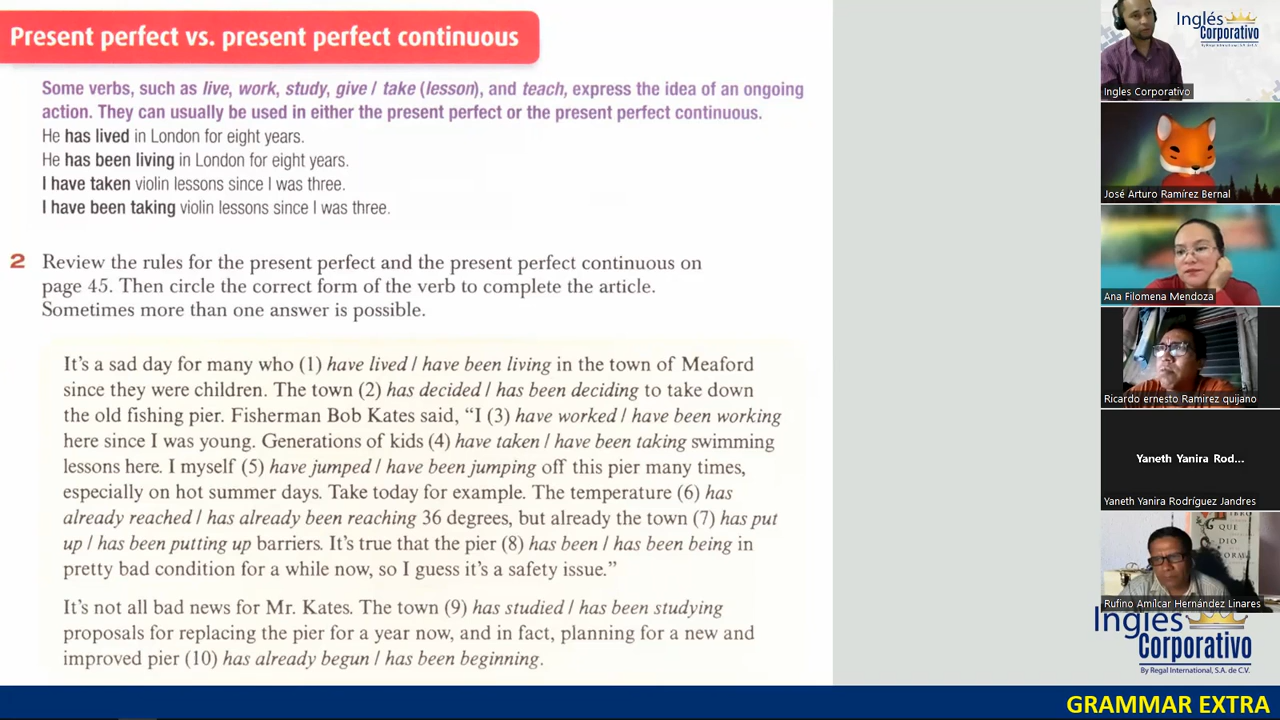 Present perfect vs. present perfect continuous
Some verbs, such as live, work, study, give / take (lesson), and teach, express the idea of an ongoing
action. They can usually be used in either the present perfect or the present perfect continuous.
He has lived in London for eight years.
He has been living in London for eight years.
I have taken violin lessons since I was three.
I have been taking violin lessons since I was three.
2 Review the rules for the present perfect and the present perfect continuous on
page 45. Then circle the correct form of the verb to complete the article.
Sometimes more than one answer is possible.
It's a sad day for many who (1) have lived / have been living in the town of Meaford
since they were children. The town (2) has decided / has been deciding to take down
the old fishing pier. Fisherman Bob Kates said, “I (3) have worked / have been working
here since I was young. Generations of kids (4) have taken / have been taking swimming
lessons here. I myself (5) have jumped / have been jumping off this pier many times,
especially on hot summer days. Take today for example. The temperature (6) has
already reached / has already been reaching 36 degrees, but already the town (7) has put
up / has been putting up barriers. It's true that the pier (8) has been / has been being in
pretty bad condition for a while now, so I guess it's a safety issue.”
It's not all bad news for Mr. Kates. The town (9) has studied / has been studying
proposals for replacing the pier for a year now, and in fact, planning for a new and
improved pier (10) has already begun / has been beginning.
Inglés
Corporativo
By Regal International, S.A. de C.V.
Ingles Corporativo
José Arturo Ramírez Bernal
Ana Filomena Mendoza
Ricardo ernesto Ramirez quijano
Yaneth Yanira Rod...
Yaneth Yanira Rodríguez Jandres
Rufino Amílcar Hernández Linares
Inglés
Corporativo
By Regal International, S.A. de C.V.
GRAMMAR EXTRA